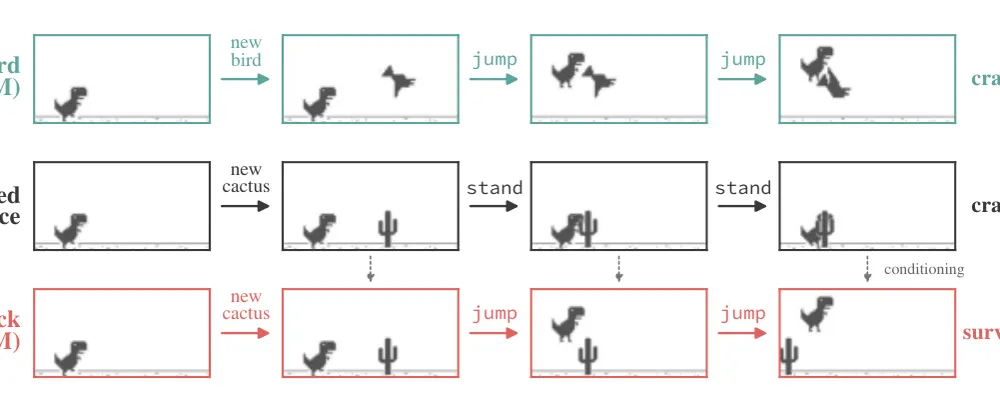 new
bird
jump
jump
new
cactus
stand
stand
conditioning
new
cactus
jump
jump